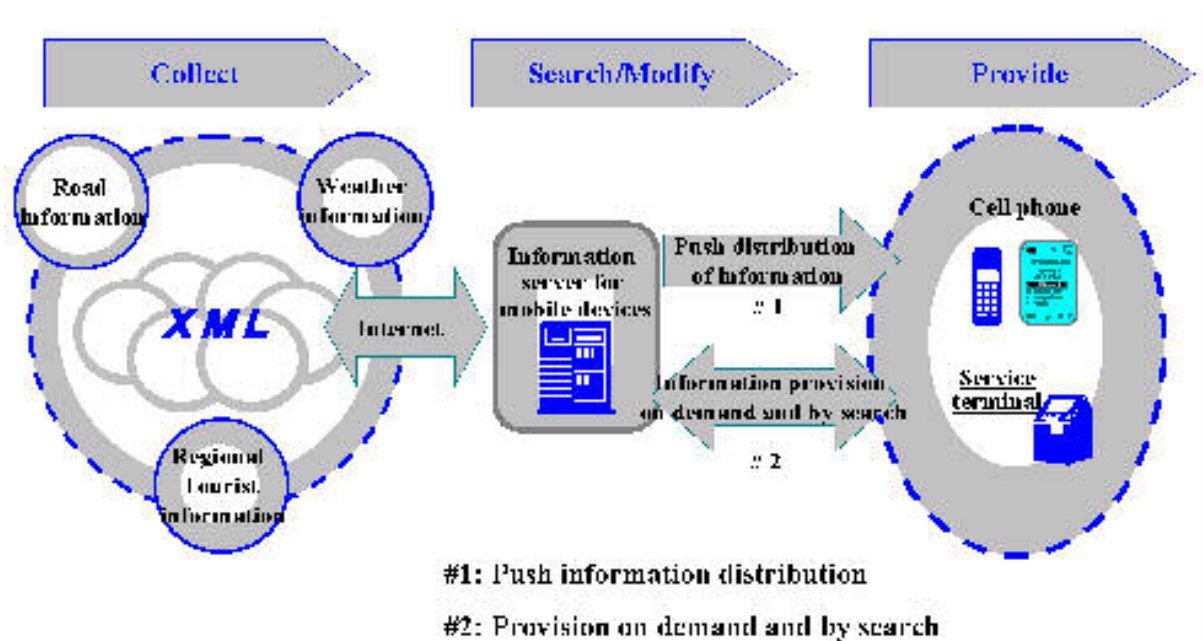 Collect
Search/Modify
Provide
Road
Information
Weather
information
XML
Regional
tourist
information
Internet
Information
server for
mobile devices
Push distribution
of information
# 1
Information provision
on demand and by search
# 2
Cell phone
Service
terminal
#1: Push information distribution
#2: Provision on demand and by search